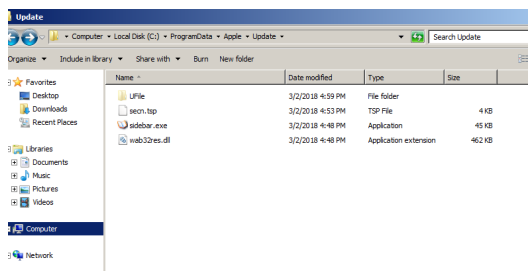 Update
Computer Local Disk (C:) ProgramData Apple Update Search Update
Organize Include in library Share with Burn New folder
Name Date modified Type Size
Favorites
Desktop
Downloads
Recent Places
Libraries
Documents
Music
Pictures
Videos
Computer
Network
UFile 3/2/2018 4:59 PM File folder
secn.tsp 3/2/2018 4:53 PM TSP File 4 KB
sidebar.exe 3/2/2018 4:48 PM Application 45 KB
wab32res.dll 3/2/2018 4:48 PM Application extension 462 KB